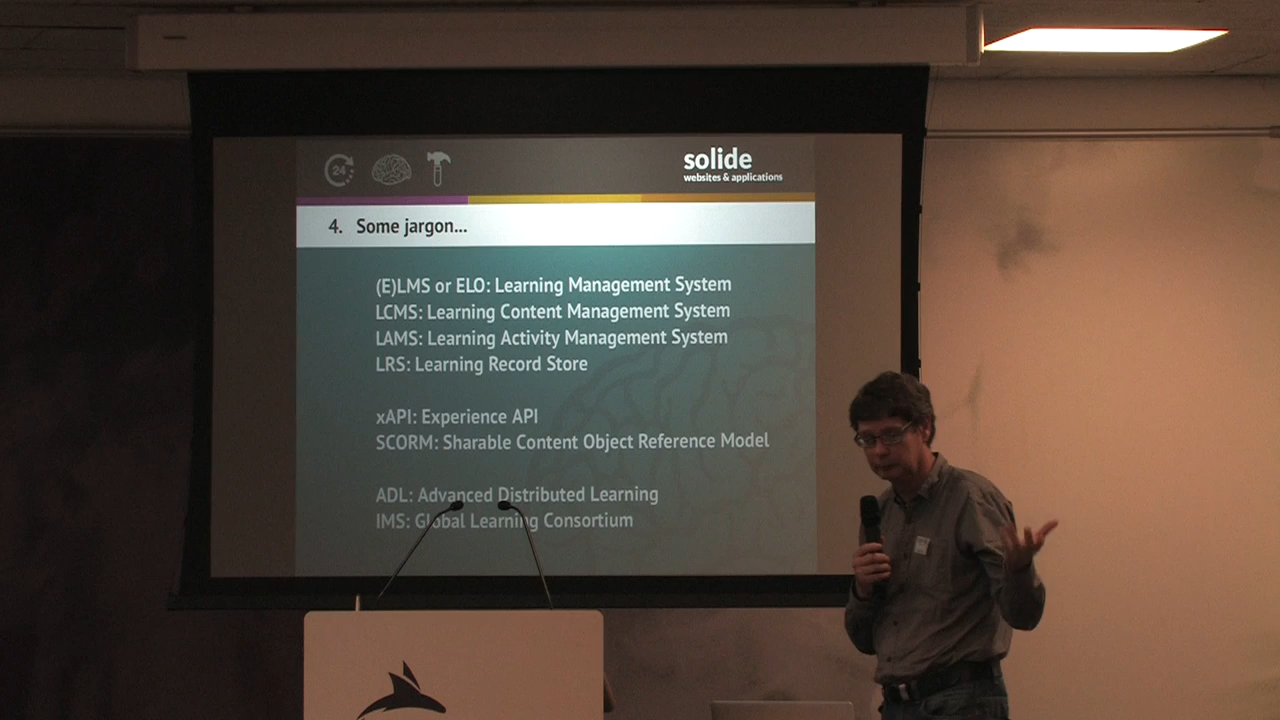 24
solide
websites & applications
4. Some jargon...
(E)LMS or ELO: Learning Management System
LCMS: Learning Content Management System
LAMS: Learning Activity Management System
LRS: Learning Record Store
xAPI: Experience API
SCORM: Sharable Content Object Reference Model
ADL: Advanced Distributed Learning
IMS: Global Learning Consortium